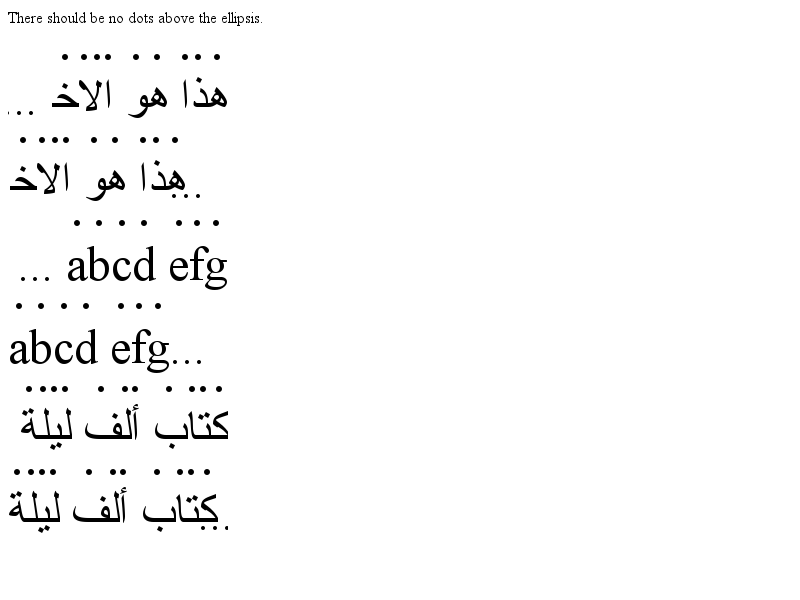 There should be no dots above the ellipsis.
هذا هو الاخ ...
هذا هو الاخ...
... abcd efg
abcd efg...
كتاب ألف ليلة
كتاب ألف ليلة...